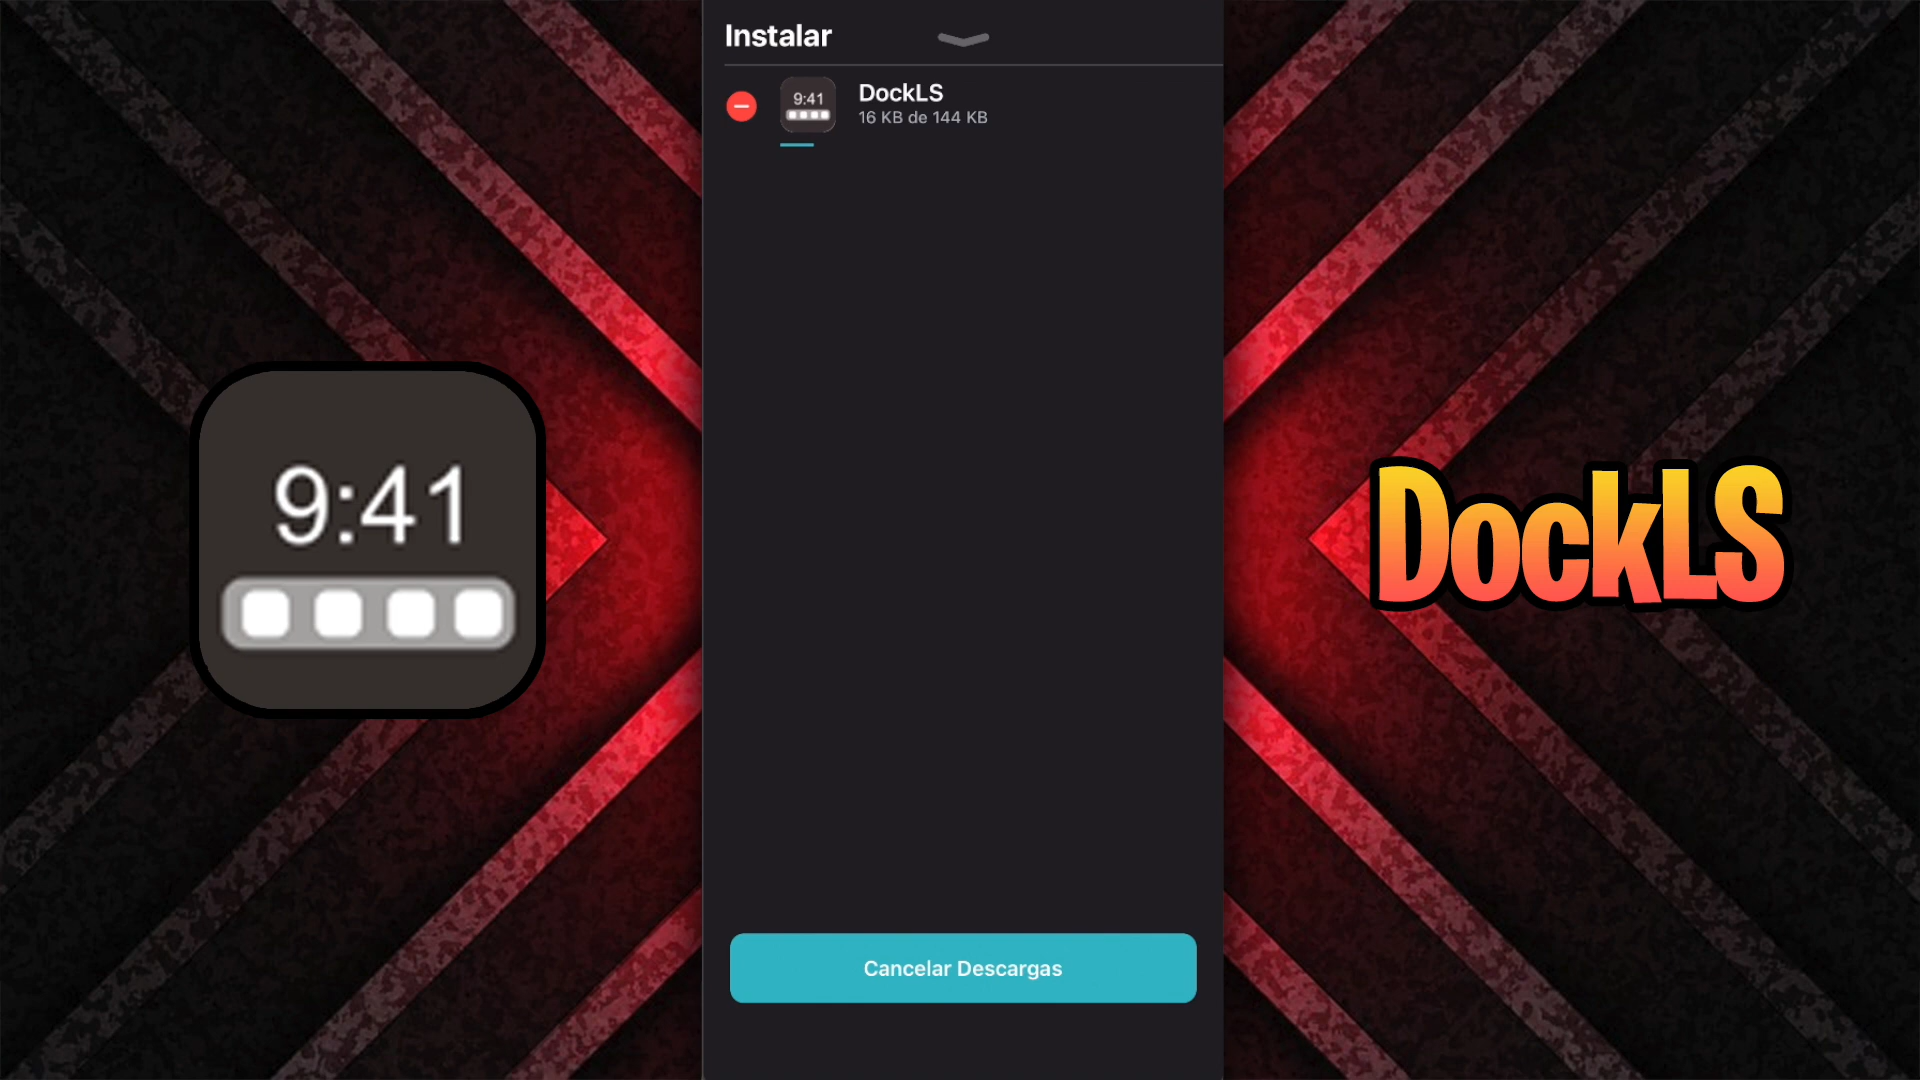 Instalar
9:41
DockLS
16 KB de 144 KB
9:41
DockLS
Cancelar Descargas